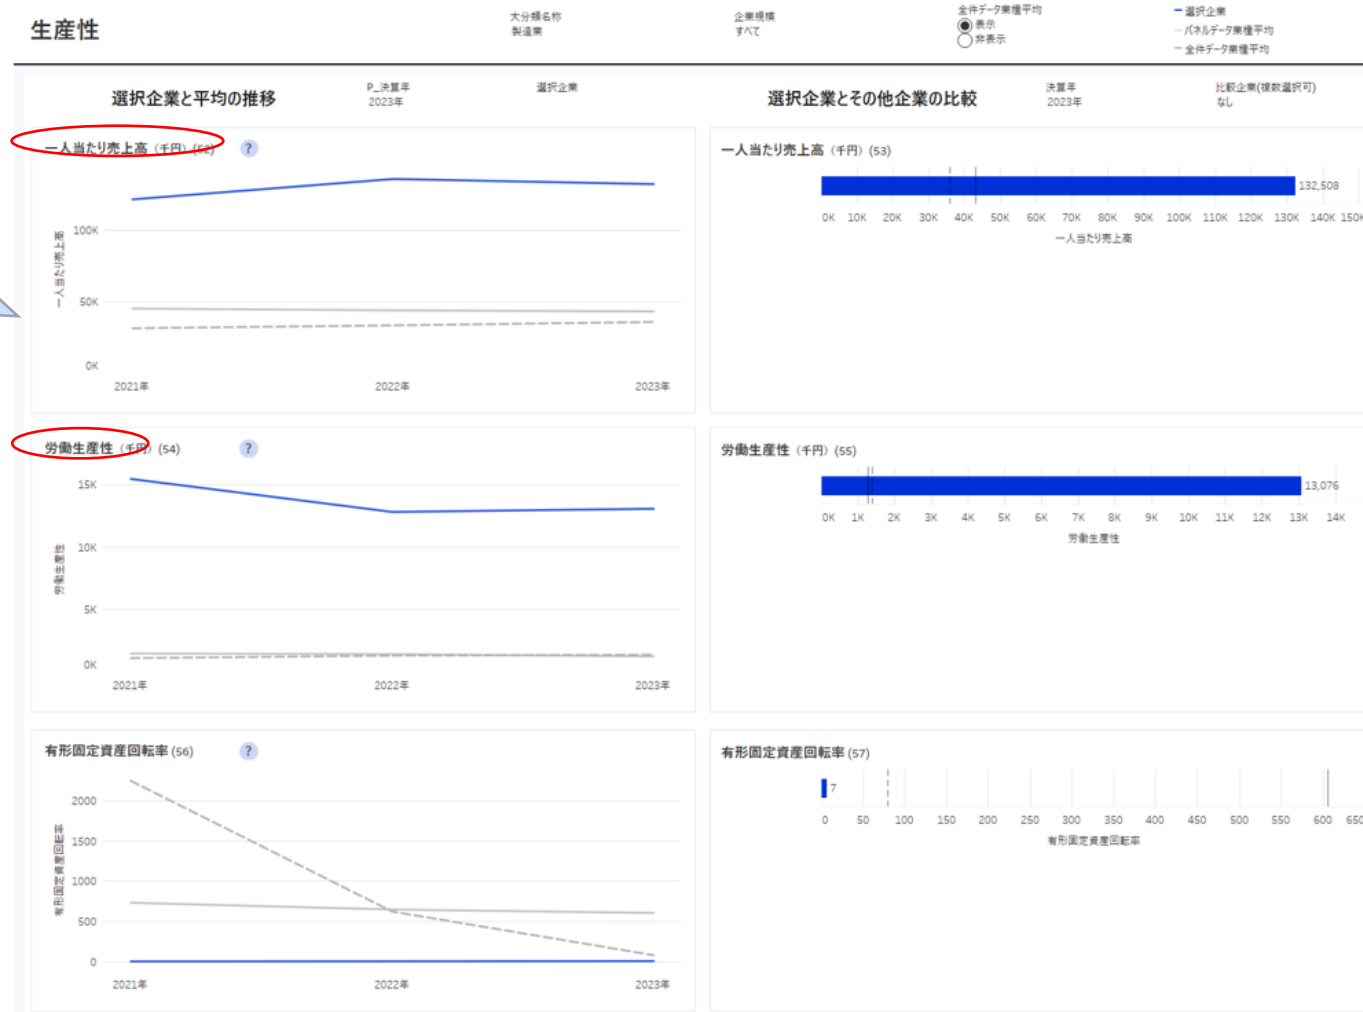 生産性
大分類名称
製造業
企業規模
すべて
全件データ業種平均
表示
非表示
選択企業
パネルデータ業種平均
全件データ業種平均
選択企業と平均の推移
P_決算年
2023年
選択企業
選択企業とその他企業の比較
決算年
2023年
比較企業(複数選択可)
なし
一人当たり売上高（千円）(52)
?
一人当たり売上高
100K
50K
0K
2021年 2022年 2023年
一人当たり売上高（千円）(53)
132,508
0K 10K 20K 30K 40K 50K 60K 70K 80K 90K 100K 110K 120K 130K 140K 150K
一人当たり売上高
労働生産性（千円）(54)
?
労働生産性
15K
10K
5K
0K
2021年 2022年 2023年
労働生産性（千円）(55)
13,076
0K 1K 2K 3K 4K 5K 6K 7K 8K 9K 10K 11K 12K 13K 14K
労働生産性
有形固定資産回転率 (56)
?
有形固定資産回転率
2000
1500
1000
500
0
2021年 2022年 2023年
有形固定資産回転率 (57)
7
0 50 100 150 200 250 300 350 400 450 500 550 600 650
有形固定資産回転率